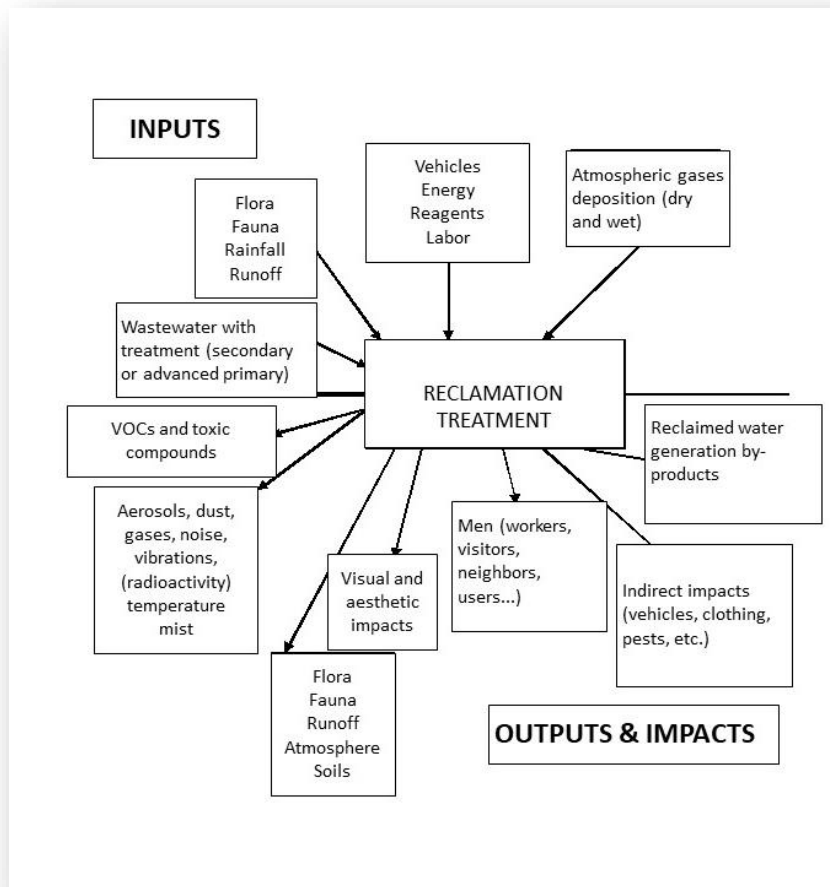 INPUTS
Flora
Fauna
Rainfall
Runoff
Vehicles
Energy
Reagents
Labor
Atmospheric gases
deposition (dry
and wet)
Wastewater with
treatment (secondary
or advanced primary)
RECLAMATION
TREATMENT
VOCs and toxic
compounds
Reclaimed water
generation by-
products
Aerosols, dust,
gases, noise,
vibrations,
(radioactivity)
temperature
mist
Visual and
aesthetic
impacts
Men (workers,
visitors,
neighbors,
users...)
Indirect impacts
(vehicles, clothing,
pests, etc.)
Flora
Fauna
Runoff
Atmosphere
Soils
OUTPUTS & IMPACTS